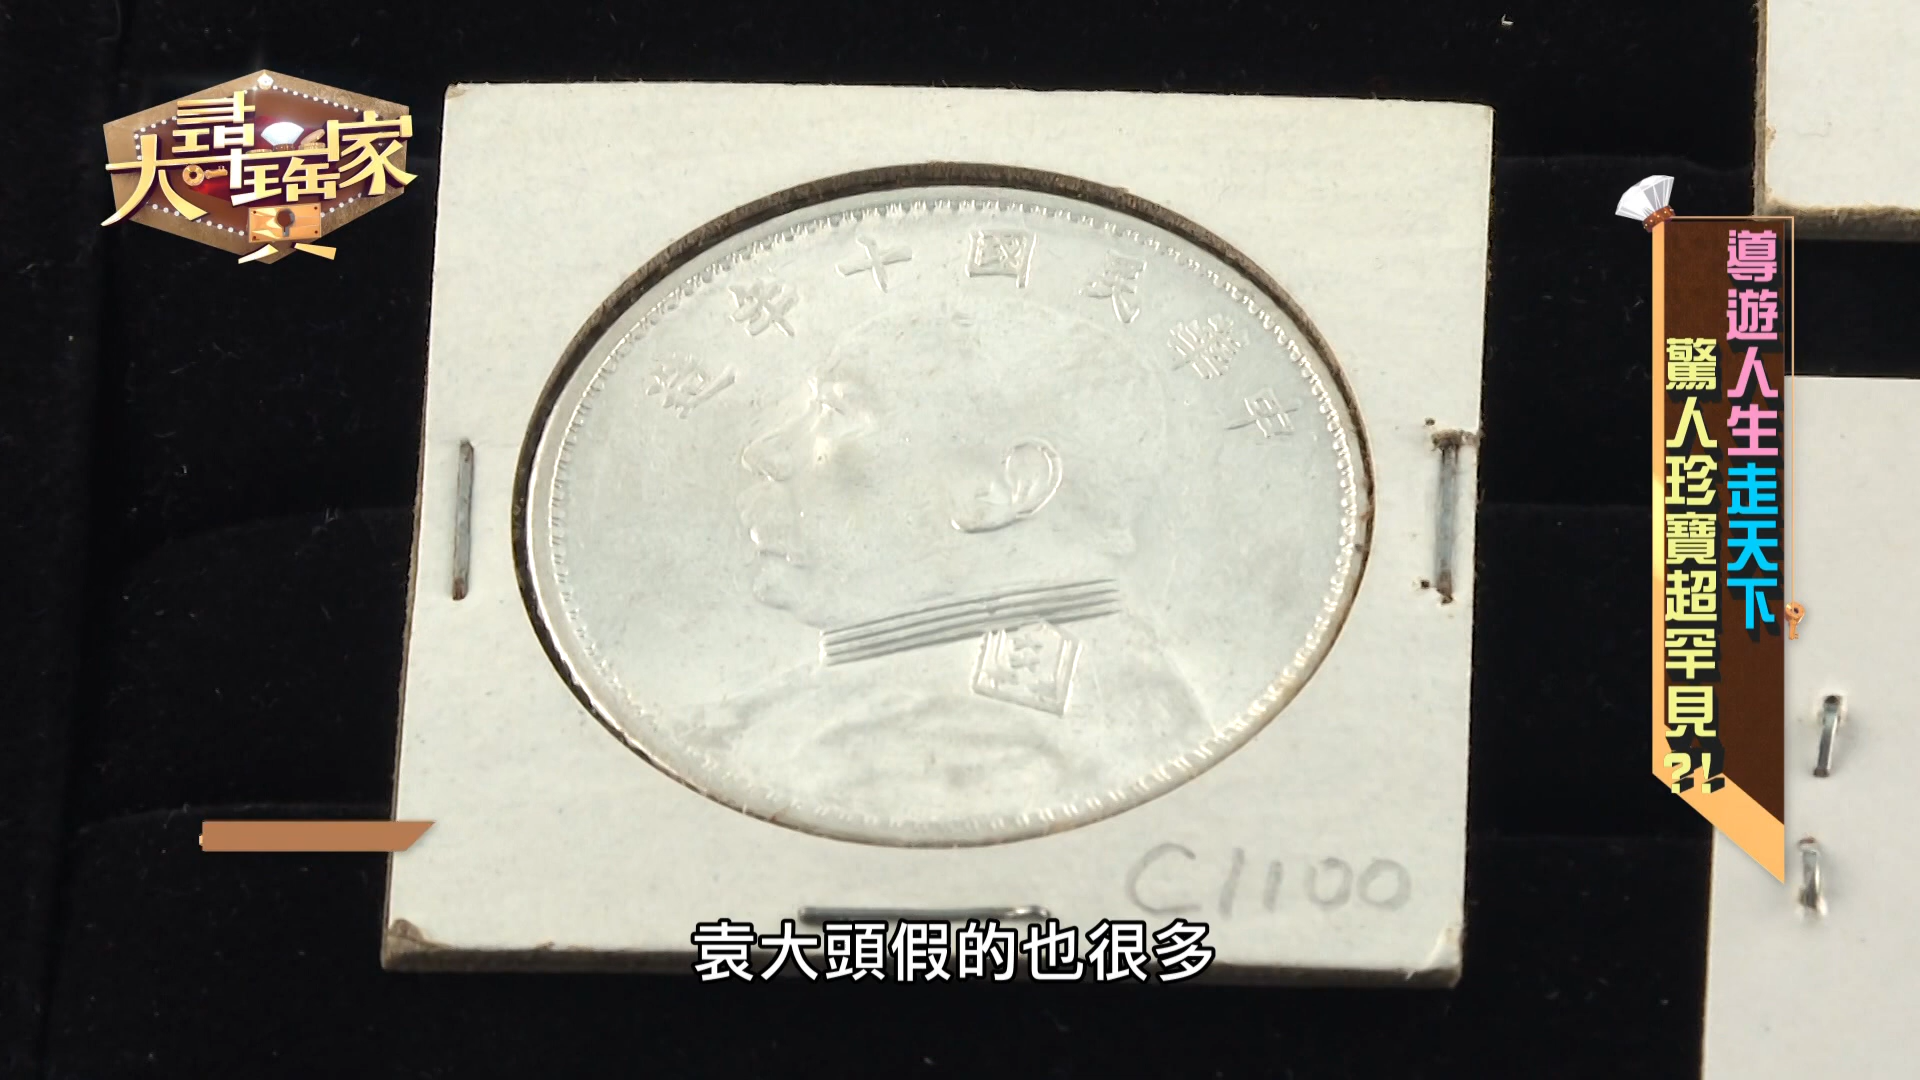 大尋寶家
導遊人生走天下
驚人珍寶超罕見?!
中華民國十年造
C1100
袁大頭假的也很多